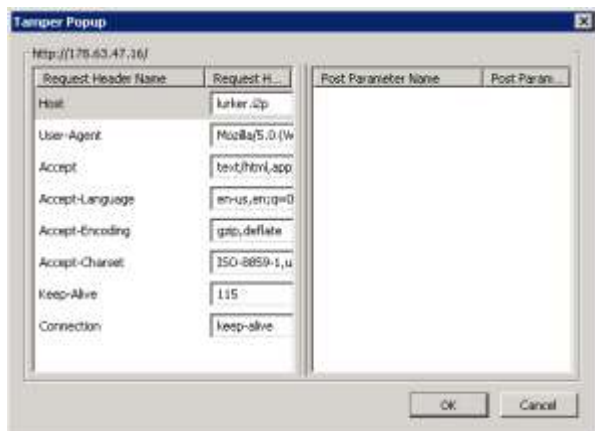 Tamper Popup
http://178.63.47.16/
Request Header Name Request H... Post Parameter Name Post Param...
Host lurker.i2p
User-Agent Mozilla/5.0 (W
Accept text/html,app
Accept-Language en-us,en;q=0
Accept-Encoding gzip,deflate
Accept-Charset ISO-8859-1,u
Keep-Alive 115
Connection keep-alive
OK Cancel